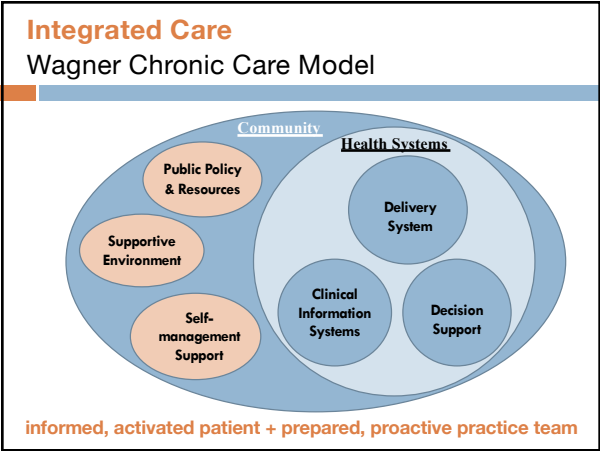 Integrated Care
Wagner Chronic Care Model
Community
Health Systems
Public Policy
& Resources
Delivery
System
Supportive
Environment
Clinical
Information
Systems
Decision
Support
Self-
management
Support
informed, activated patient + prepared, proactive practice team